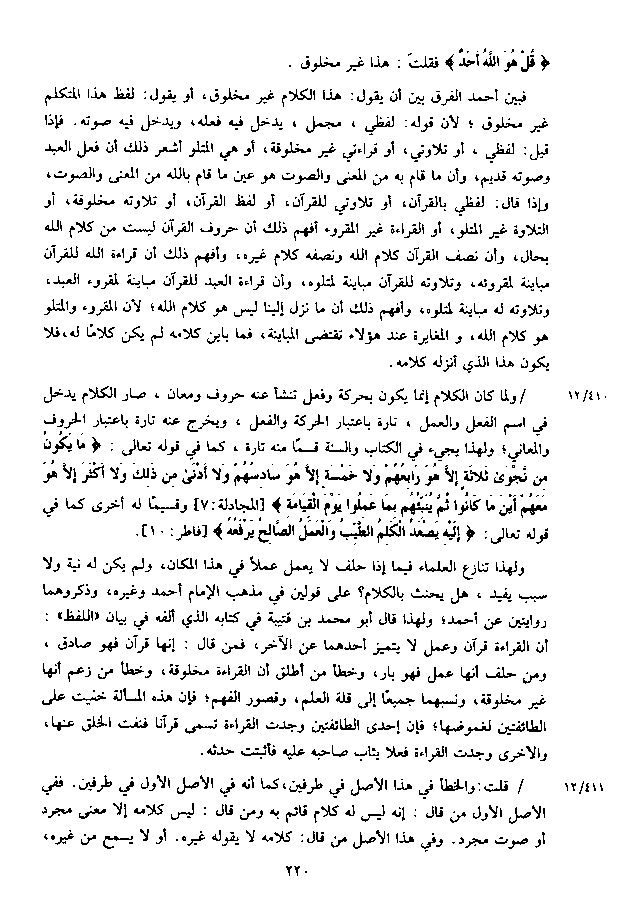 ﴿ قُلْ هُوَ اللَّهُ أَحَدٌ ﴾ فقلت : هذا غير مخلوق .
فبين أحمد الفرق بين أن يقول: هذا الكلام غير مخلوق، أو يقول: لفظ هذا المتكلم
غير مخلوق ؛ لأن قوله: لفظي ، مجمل ، يدخل فيه فعله، ويدخل فيه صوته. فإذا
قيل: لفظي ، أو تلاوتي، أو قراءتي غير مخلوقة، أو هي المتلو أشعر ذلك أن فعل العبد
وصوته قديم، وأن ما قام به من المعنى والصوت هو عين ما قام بالله من المعنى والصوت،
وإذا قال: لفظي بالقرآن، أو تلاوتي للقرآن، أو لفظ القرآن، أو تلاوته مخلوقة، أو
التلاوة غير المتلو، أو القراءة غير المقروء أفهم ذلك أن حروف القرآن ليست من كلام الله
بحال، وأن نصف القرآن كلام الله ونصفه كلام غيره، وأفهم ذلك أن قراءة الله للقرآن
مباينة لمقروئه، وتلاوته للقرآن مباينة لمتلوه، وأن قراءة العبد للقرآن مباينة لمقروء العبد،
وتلاوته له مباينة لمتلوه، وأفهم ذلك أن ما نزل إلينا ليس هو كلام الله؛ لأن المقروء والمتلو
هو كلام الله ، و المغايرة عند هؤلاء تقتضى المباينة، فما باين كلامه لم يكن كلامًا له،فلا
يكون هذا الذي أنزله كلامه.
١٢/٤١٠ / ولما كان الكلام إنما يكون بحركة وفعل تنشأ عنه حروف ومعان ، صار الكلام يدخل
في اسم الفعل والعمل ، تارة باعتبار الحركة والفعل ، ويخرج عنه تارة باعتبار الحروف
والمعاني؛ ولهذا يجيء في الكتاب والسنة قسمًا منه تارة ، كما في قوله تعالى : ﴿ مَا يَكُونُ
مِن نَّجْوَىٰ ثَلاثَةٍ إِلاَّ هُوَ رَابِعُهُمْ وَلا خَمْسَةٍ إِلاَّ هُوَ سَادِسُهُمْ وَلا أَدْنَىٰ مِن ذَلِكَ وَلا أَكْثَرَ إِلاَّ هُوَ
مَعَهُمْ أَيْنَ مَا كَانُوا ثُمَّ يُنَبِّئُهُم بِمَا عَمِلُوا يَوْمَ الْقِيَامَةِ ﴾ [المجادلة:٧] وقسيمًا له أخرى كما في
قوله تعالى: ﴿ إِلَيْهِ يَصْعَدُ الْكَلِمُ الطَّيِّبُ وَالْعَمَلُ الصَّالِحُ يَرْفَعُهُ ﴾ [فاطر:١٠].
ولهذا تنازع العلماء فيما إذا حلف لا يعمل عملاً في هذا المكان، ولم يكن له نية ولا
سبب يفيد ، هل يحنث بالكلام؟ على قولين في مذهب الإمام أحمد وغيره، وذكروهما
روايتين عن أحمد؛ ولهذا قال أبو محمد بن قتيبة في كتابه الذي ألفه في بيان «اللفظ» :
أن القراءة قرآن وعمل لا يتميز أحدهما عن الآخر، فمن قال : إنها قرآن فهو صادق ،
ومن حلف أنها عمل فهو بار، وخطأ من أطلق أن القراءة مخلوقة، وخطأ من زعم أنها
غير مخلوقة، ونسبهما جميعًا إلى قلة العلم، وقصور الفهم؛ فإن هذه المسألة خفيت على
الطائفتين لغموضها؛ فإن إحدى الطائفتين وجدت القراءة تسمى قرآنا فنفت الخلق عنها،
والأخرى وجدت القراءة فعلا يثاب صاحبه عليه فأثبتت حدثه.
١٢/٤١١ / قلت:والخطأ في هذا الأصل في طرفين،كما أنه في الأصل الأول في طرفين. ففي
الأصل الأول من قال : إنه ليس له كلام قائم به ومن قال : ليس كلامه إلا معنى مجرد
أو صوت مجرد. وفي هذا الأصل من قال: كلامه لا يقوله غيره. أو لا يسمع من غيره،
٢٢٠